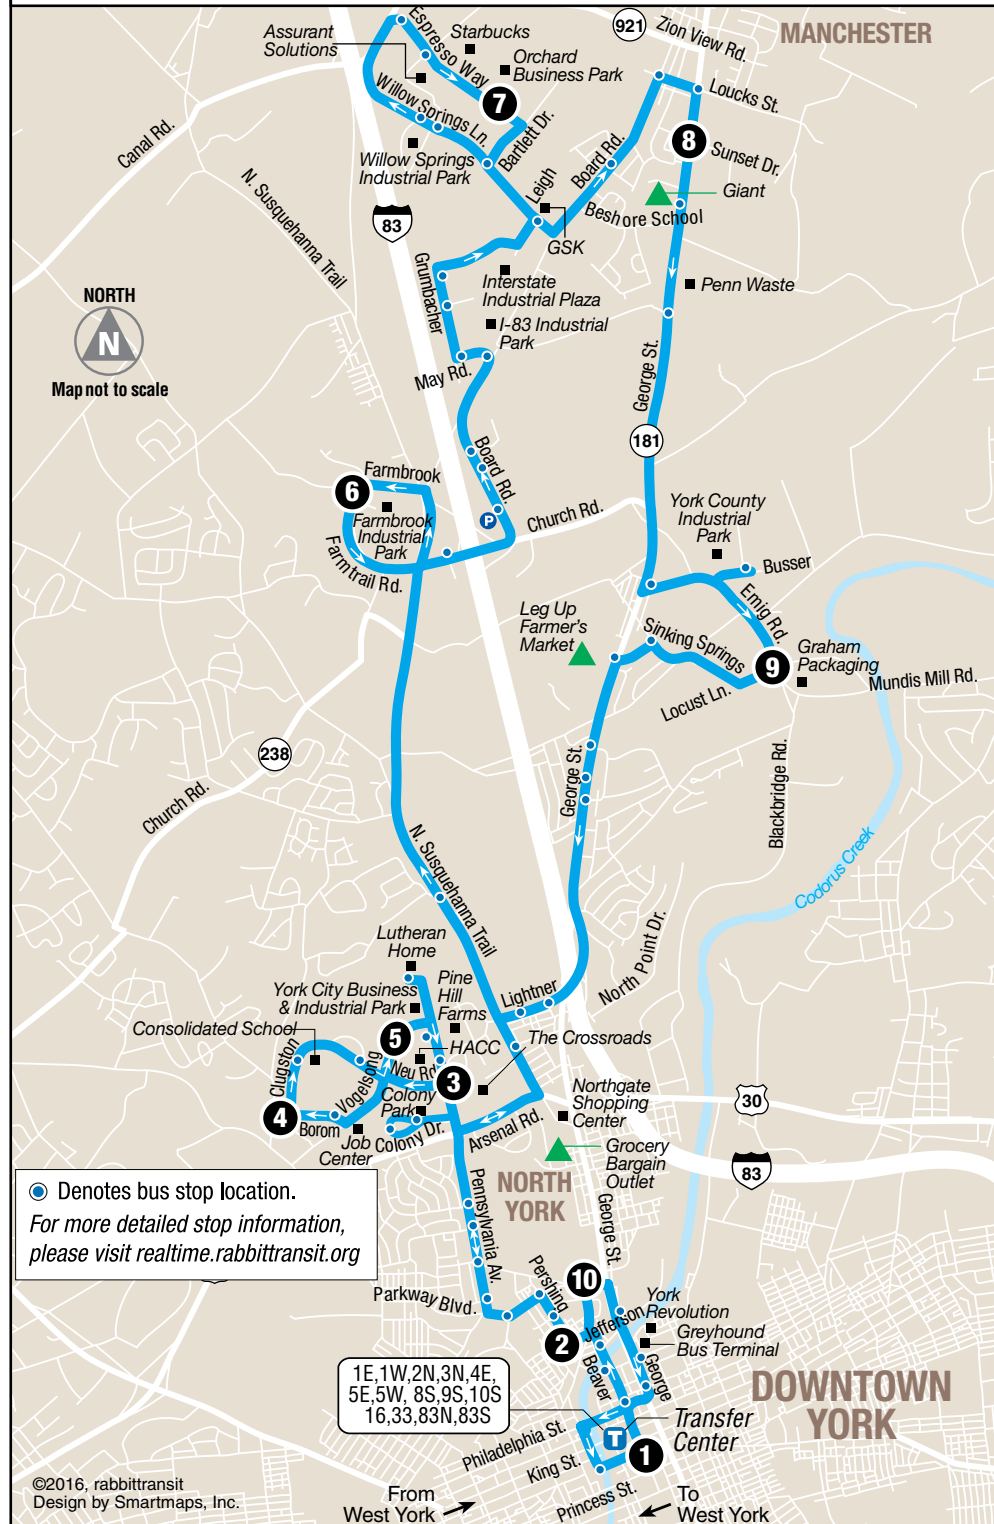 921
Zion View Rd.
MANCHESTER
Assurant
Solutions
Espresso Way
Starbucks
Orchard
Business Park
7
Loucks St.
Willow Springs Ln.
Bartlett Dr.
Canal Rd.
8
Sunset Dr.
Willow Springs
Industrial Park
Board Rd.
Leigh
Giant
N. Susquehanna Trail
83
Beshore School
GSK
Grumbacher
Interstate
Industrial Plaza
Penn Waste
NORTH
N
Map not to scale
I-83 Industrial
Park
May Rd.
George St.
181
Board Rd.
Farmbrook
6
Farmbrook
Industrial
Park
P
Church Rd.
York County
Industrial
Park
Farmtrail Rd.
Busser
Emig Rd.
Leg Up
Farmer's
Market
Sinking Springs
9
Graham
Packaging
Mundis Mill Rd.
Locust Ln.
238
George St.
Blackbridge Rd.
Church Rd.
Codorus Creek
N. Susquehanna Trail
Lutheran
Home
North Point Dr.
York City Business
& Industrial Park
Pine
Hill
Farms
Lightner
Consolidated School
5
HACC
The Crossroads
Clugston
Vogelsong
Neu Rd.
3
Colony
Park
Northgate
Shopping
Center
30
4
Borom
Job
Center
Colony Dr.
Arsenal Rd.
Grocery
Bargain
Outlet
83
Denotes bus stop location.
For more detailed stop information,
please visit realtime.rabbittransit.org
NORTH
YORK
Pennsylvania Av.
George St.
Parkway Blvd.
Pershing
10
York
Revolution
2
Jefferson
Greyhound
Bus Terminal
Beaver
George
1E,1W,2N,3N,4E,
5E,5W, 8S,9S,10S
16,33,83N,83S
DOWNTOWN
YORK
Philadelphia St.
T
Transfer
Center
1
King St.
Princess St.
©2016, rabbittransit
Design by Smartmaps, Inc.
From
West York
To
West York